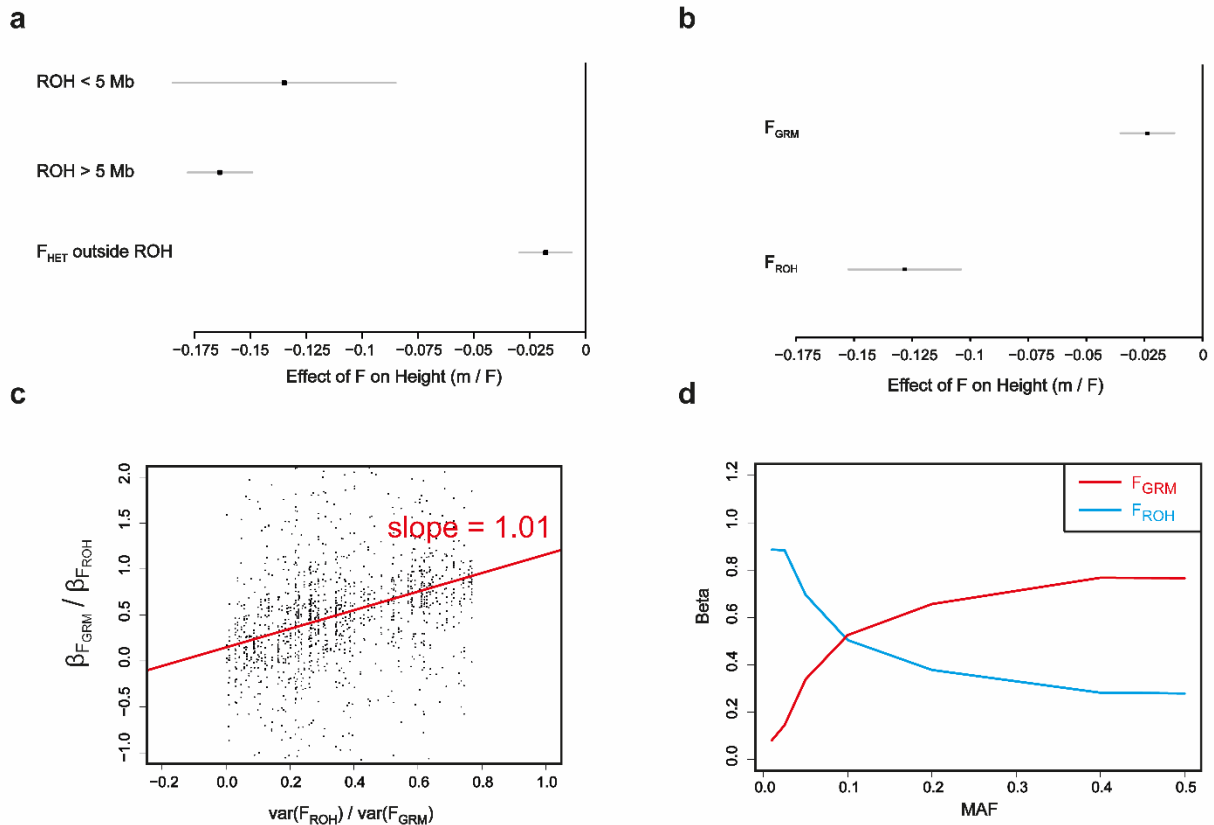 a
ROH < 5 Mb
ROH > 5 Mb
FHET outside ROH
−0.175 −0.15 −0.125 −0.1 −0.075 −0.05 −0.025 0
Effect of F on Height (m / F)
b
FGRM
FROH
−0.175 −0.15 −0.125 −0.1 −0.075 −0.05 −0.025 0
Effect of F on Height (m / F)
c
2.0
1.5
1.0
0.5
0.0
−0.5
−1.0
βFGRM / βFROH
slope = 1.01
−0.2 0.0 0.2 0.4 0.6 0.8 1.0
var(FROH) / var(FGRM)
d
1.2
1.0
0.8
0.6
0.4
0.2
0.0
Beta
FGRM
FROH
0.0 0.1 0.2 0.3 0.4 0.5
MAF